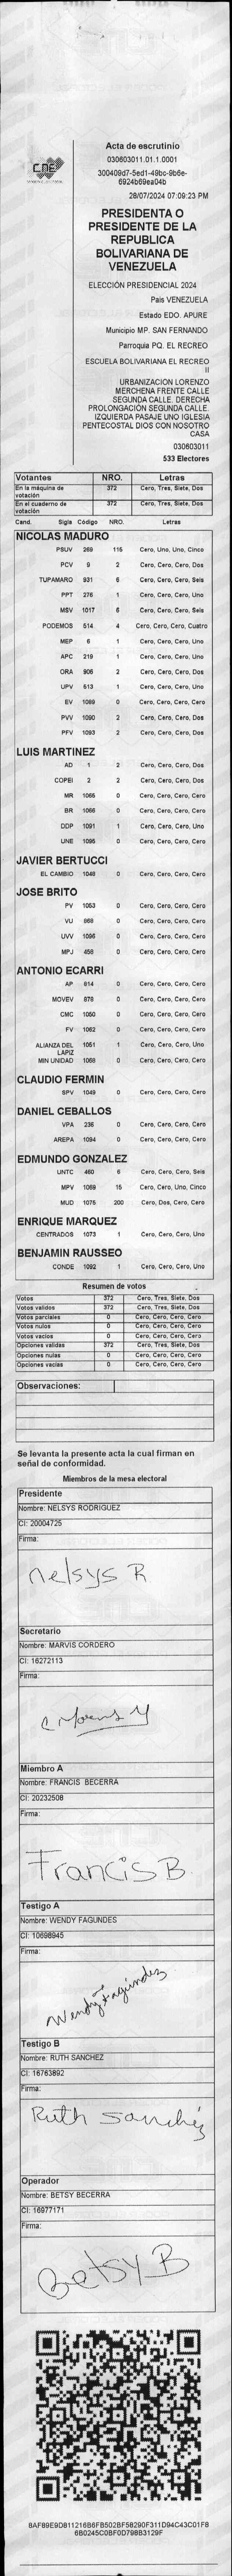 CNE
Acta de escrutinio
030603011.01.1.0001
300409d7-5ed1-49bc-9b6e-
6924b69ea04b
28/07/2024 07:09:23 PM
PRESIDENTA O
PRESIDENTE DE LA
REPUBLICA
BOLIVARIANA DE
VENEZUELA
ELECCIÓN PRESIDENCIAL 2024
País VENEZUELA
Estado EDO. APURE
Municipio MP. SAN FERNANDO
Parroquia PQ. EL RECREO
ESCUELA BOLIVARIANA EL RECREO
II
URBANIZACION LORENZO
MERCHENA FRENTE CALLE
SEGUNDA CALLE. DERECHA
PROLONGACIÓN SEGUNDA CALLE.
IZQUIERDA PASAJE UNO IGLESIA
PENTECOSTAL DIOS CON NOSOTRO
CASA
030603011
533 Electores
Votantes NRO. Letras
En la máquina de votación 372 Cero, Tres, Siete, Dos
En el cuaderno de votación 372 Cero, Tres, Siete, Dos
Cand. Sigla Código NRO. Letras
NICOLAS MADURO
PSUV 269 115 Cero, Uno, Uno, Cinco
PCV 9 2 Cero, Cero, Cero, Dos
TUPAMARO 931 6 Cero, Cero, Cero, Seis
PPT 276 1 Cero, Cero, Cero, Uno
MSV 1017 6 Cero, Cero, Cero, Seis
PODEMOS 514 4 Cero, Cero, Cero, Cuatro
MEP 6 1 Cero, Cero, Cero, Uno
APC 219 1 Cero, Cero, Cero, Uno
ORA 906 2 Cero, Cero, Cero, Dos
UPV 513 1 Cero, Cero, Cero, Uno
EV 1089 0 Cero, Cero, Cero, Cero
PVV 1090 2 Cero, Cero, Cero, Dos
PFV 1093 2 Cero, Cero, Cero, Dos
LUIS MARTINEZ
AD 1 2 Cero, Cero, Cero, Dos
COPEI 2 2 Cero, Cero, Cero, Dos
MR 1065 0 Cero, Cero, Cero, Cero
BR 1066 0 Cero, Cero, Cero, Cero
DDP 1091 1 Cero, Cero, Cero, Uno
UNE 1095 0 Cero, Cero, Cero, Cero
JAVIER BERTUCCI
EL CAMBIO 1048 0 Cero, Cero, Cero, Cero
JOSE BRITO
PV 1053 0 Cero, Cero, Cero, Cero
VU 868 0 Cero, Cero, Cero, Cero
UVV 1096 0 Cero, Cero, Cero, Cero
MPJ 456 0 Cero, Cero, Cero, Cero
ANTONIO ECARRI
AP 814 0 Cero, Cero, Cero, Cero
MOVEV 878 0 Cero, Cero, Cero, Cero
CMC 1050 0 Cero, Cero, Cero, Cero
FV 1062 0 Cero, Cero, Cero, Cero
ALIANZA DEL LAPIZ 1051 1 Cero, Cero, Cero, Uno
MIN UNIDAD 1058 0 Cero, Cero, Cero, Cero
CLAUDIO FERMIN
SPV 1049 0 Cero, Cero, Cero, Cero
DANIEL CEBALLOS
VPA 236 0 Cero, Cero, Cero, Cero
AREPA 1094 0 Cero, Cero, Cero, Cero
EDMUNDO GONZALEZ
UNTC 460 6 Cero, Cero, Cero, Seis
MPV 1069 15 Cero, Cero, Uno, Cinco
MUD 1075 200 Cero, Dos, Cero, Cero
ENRIQUE MARQUEZ
CENTRADOS 1073 1 Cero, Cero, Cero, Uno
BENJAMIN RAUSSEO
CONDE 1092 1 Cero, Cero, Cero, Uno
Resumen de votos
Votos 372 Cero, Tres, Siete, Dos
Votos validos 372 Cero, Tres, Siete, Dos
Votos parciales 0 Cero, Cero, Cero, Cero
Votos nulos 0 Cero, Cero, Cero, Cero
Votos vacios 0 Cero, Cero, Cero, Cero
Opciones validas 372 Cero, Tres, Siete, Dos
Opciones nulas 0 Cero, Cero, Cero, Cero
Opciones vacias 0 Cero, Cero, Cero, Cero
Observaciones:
Se levanta la presente acta la cual firman en
señal de conformidad.
Miembros de la mesa electoral
Presidente
Nombre: NELSYS RODRIGUEZ
CI: 20004725
Firma:
Nelsys R
Secretario
Nombre: MARVIS CORDERO
CI: 16272113
Firma:
Miembro A
Nombre: FRANCIS BECERRA
CI: 20232508
Firma:
Francis B
Testigo A
Nombre: WENDY FAGUNDES
CI: 10698945
Firma:
Wendy Fagúndez
Testigo B
Nombre: RUTH SANCHEZ
CI: 16763892
Firma:
Ruth Sanchéz
Operador
Nombre: BETSY BECERRA
CI: 16977171
Firma:
Betsy B
8AF89E9D811216B6FB502BF58290F311D94C43C01F8
6B0245C0BF0D798B3129F